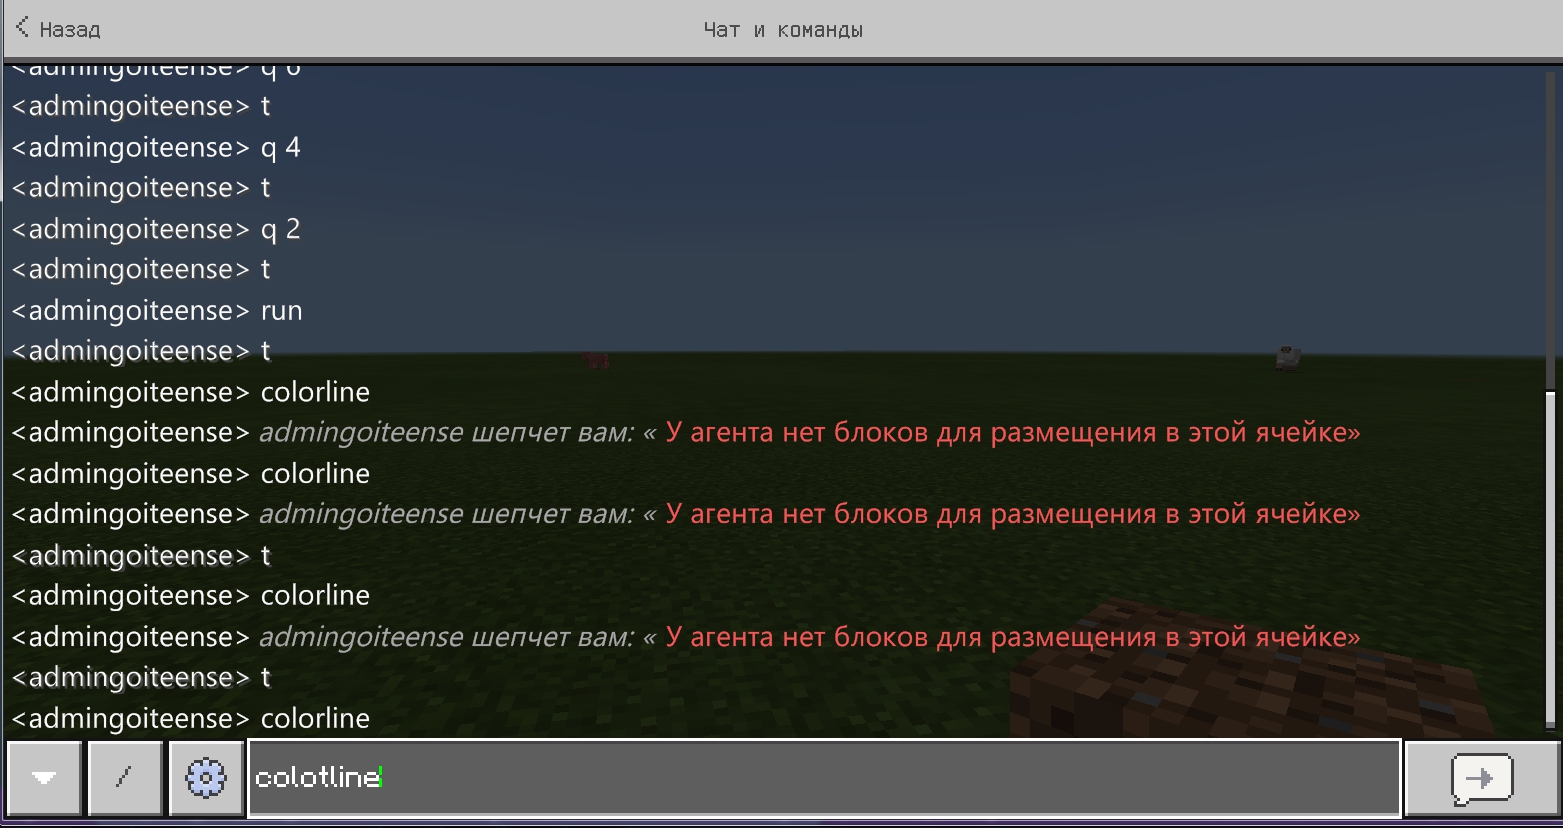 Назад
Чат и команды
<admingoiteense> q 6
<admingoiteense> t
<admingoiteense> q 4
<admingoiteense> t
<admingoiteense> q 2
<admingoiteense> t
<admingoiteense> run
<admingoiteense> t
<admingoiteense> colorline
<admingoiteense> admingoiteense шепчет вам: « У агента нет блоков для размещения в этой ячейке»
<admingoiteense> colorline
<admingoiteense> admingoiteense шепчет вам: « У агента нет блоков для размещения в этой ячейке»
<admingoiteense> t
<admingoiteense> colorline
<admingoiteense> admingoiteense шепчет вам: « У агента нет блоков для размещения в этой ячейке»
<admingoiteense> t
<admingoiteense> colorline
/
colotline